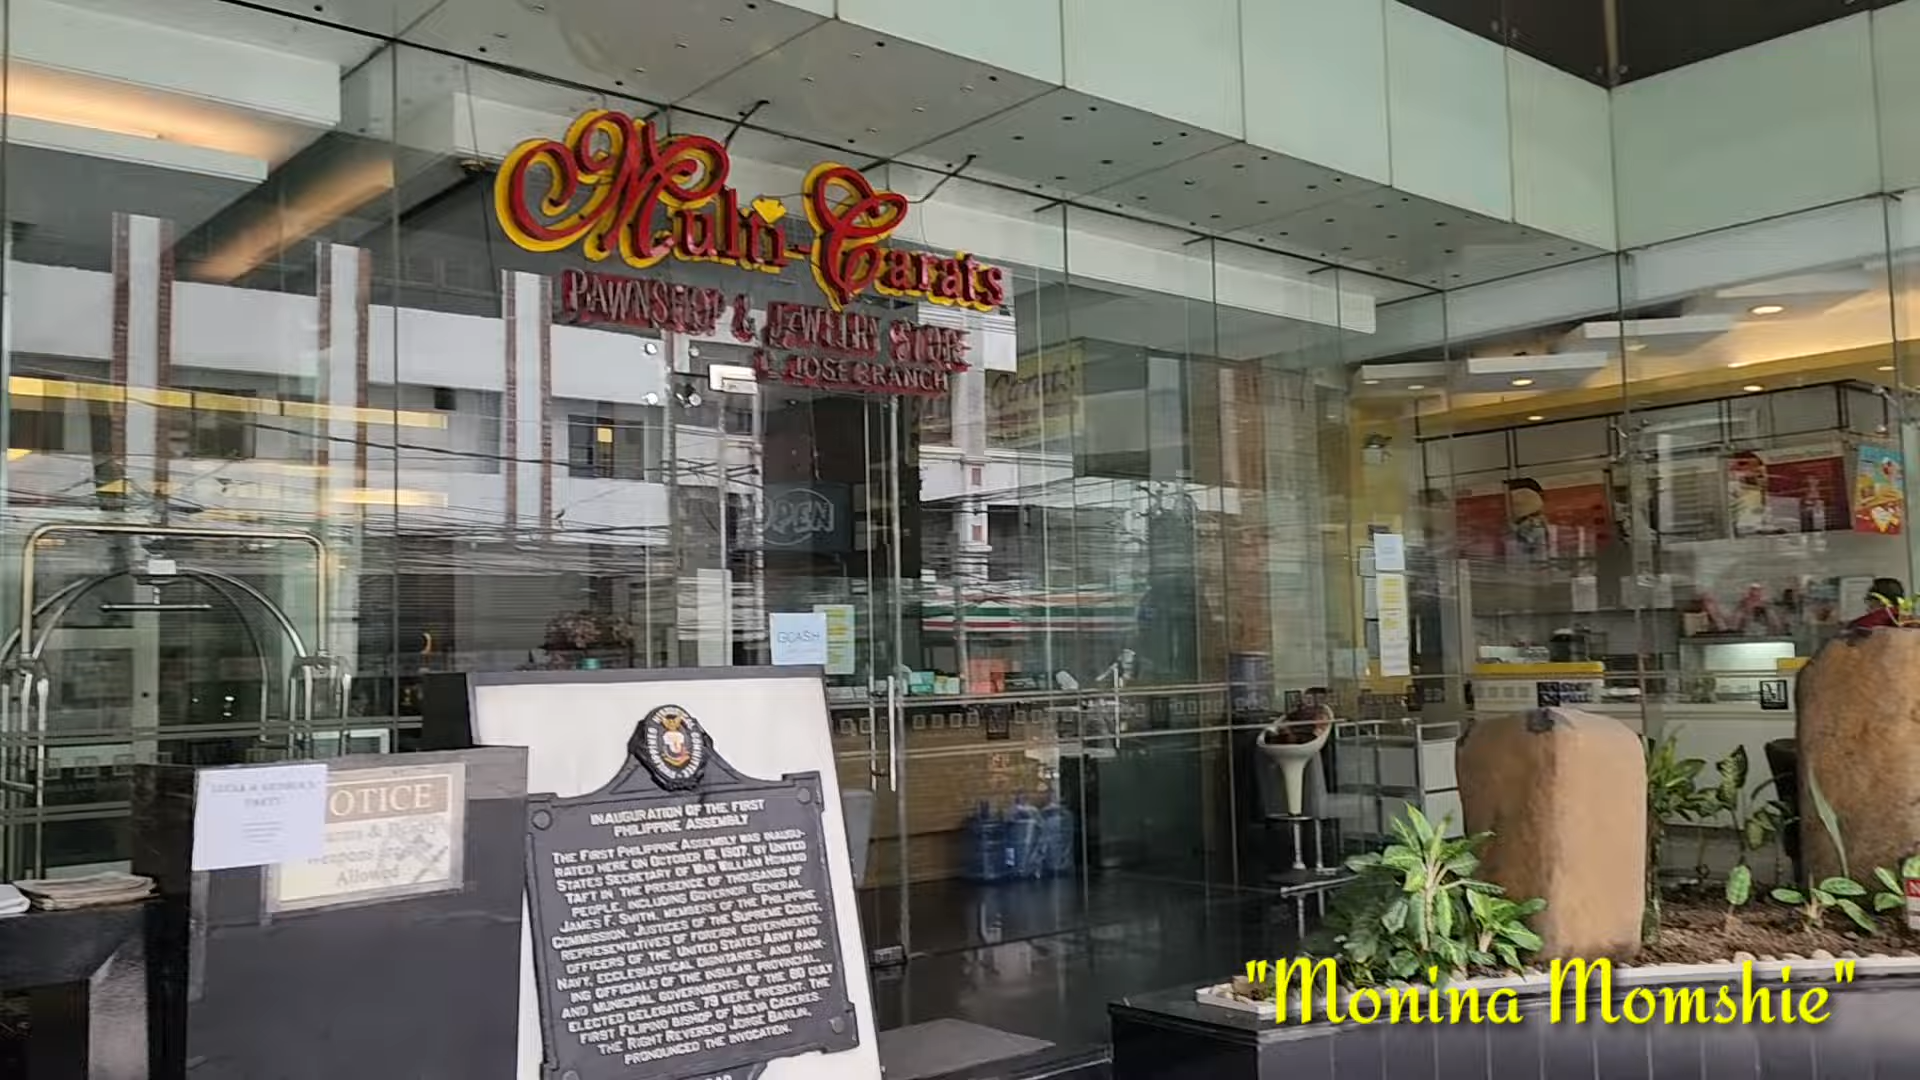 Multi-Carats
PAWNSHOP & JEWELRY STORE
JOSE BRANCH
OPEN
Carats
GCASH
NOTICE
Allowed
INAUGURATION OF THE FIRST
PHILIPPINE ASSEMBLY
THE FIRST PHILIPPINE ASSEMBLY WAS INAUGU-
RATED HERE ON OCTOBER 16, 1907, BY UNITED
STATES SECRETARY OF WAR WILLIAM HOWARD
TAFT IN THE PRESENCE OF THOUSANDS OF
PEOPLE, INCLUDING GOVERNOR GENERAL
JAMES F. SMITH, MEMBERS OF THE PHILIPPINE
COMMISSION, JUSTICES OF THE SUPREME COURT,
REPRESENTATIVES OF FOREIGN GOVERNMENTS,
OFFICERS OF THE UNITED STATES ARMY AND
NAVY, ECCLESIASTICAL DIGNITARIES, AND RANK-
ING OFFICIALS OF THE INSULAR, PROVINCIAL,
AND MUNICIPAL GOVERNMENTS. OF THE 80 DULY
ELECTED DELEGATES, 79 WERE PRESENT. THE
FIRST FILIPINO BISHOP OF NUEVA CACERES,
THE RIGHT REVEREND JORGE BARLIN,
PRONOUNCED THE INVOCATION.
"Monina Momshie"